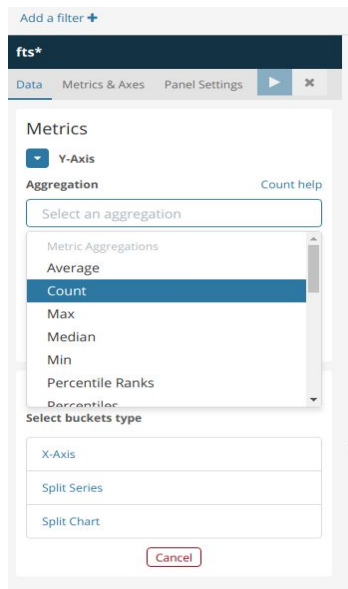 Add a filter +
fts*
Data Metrics & Axes Panel Settings
Metrics
Y-Axis
Aggregation Count help
Select an aggregation
Metric Aggregations
Average
Count
Max
Median
Min
Percentile Ranks
Percentiles
Select buckets type
X-Axis
Split Series
Split Chart
Cancel